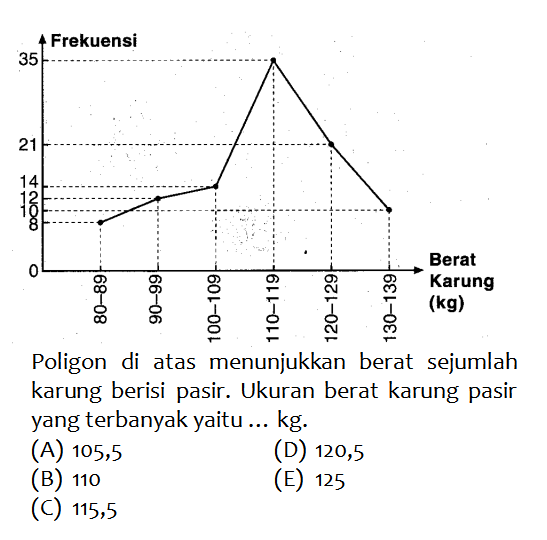 Frekuensi
35
21
14
12
10
8
0
80–89
90–99
100–109
110–119
120–129
130–139
Berat
Karung
(kg)
Poligon di atas menunjukkan berat sejumlah
karung berisi pasir. Ukuran berat karung pasir
yang terbanyak yaitu ... kg.
(A) 105,5
(D) 120,5
(B) 110
(E) 125
(C) 115,5